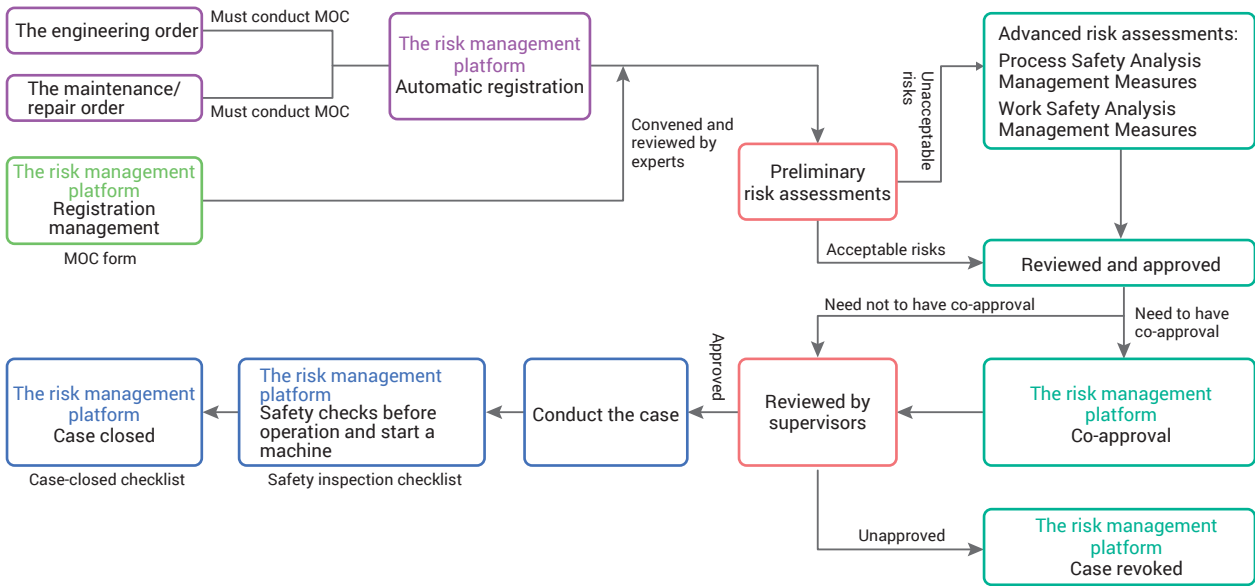 The engineering order
Must conduct MOC
The maintenance/
repair order
Must conduct MOC
The risk management
platform
Automatic registration
The risk management
platform
Registration
management
MOC form
Convened and
reviewed by
experts
Preliminary
risk assessments
Unacceptable
risks
Advanced risk assessments:
Process Safety Analysis
Management Measures
Work Safety Analysis
Management Measures
Acceptable risks
Reviewed and approved
Need not to have co-approval
Need to have
co-approval
The risk management
platform
Co-approval
Reviewed by
supervisors
Approved
Conduct the case
The risk management
platform
Safety checks before
operation and start a
machine
Safety inspection checklist
The risk management
platform
Case closed
Case-closed checklist
Unapproved
The risk management
platform
Case revoked